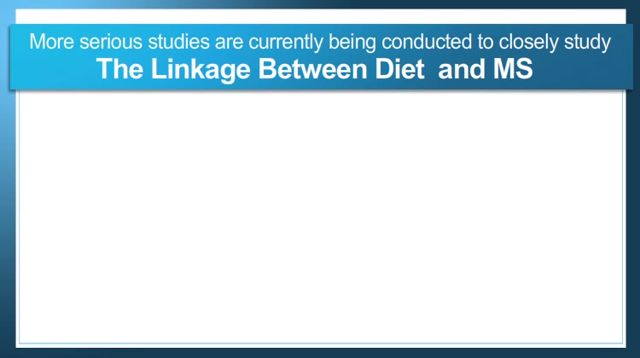 More serious studies are currently being conducted to closely study
The Linkage Between Diet and MS